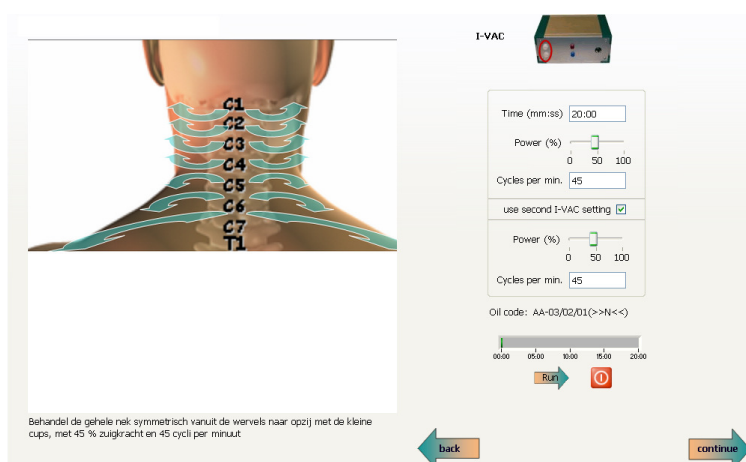 I-VAC
C1
C2
C3
C4
C5
C6
C7
T1
Time (mm:ss) 20:00
Power (%)
0 50 100
Cycles per min. 45
use second I-VAC setting
Power (%)
0 50 100
Cycles per min. 45
Oil code: AA-03/02/01(>>N<<)
00:00 05:00 10:00 15:00 20:00
Run
Behandel de gehele nek symmetrisch vanuit de wervels naar opzij met de kleine
cups, met 45 % zuigkracht en 45 cycli per minuut
back
continue